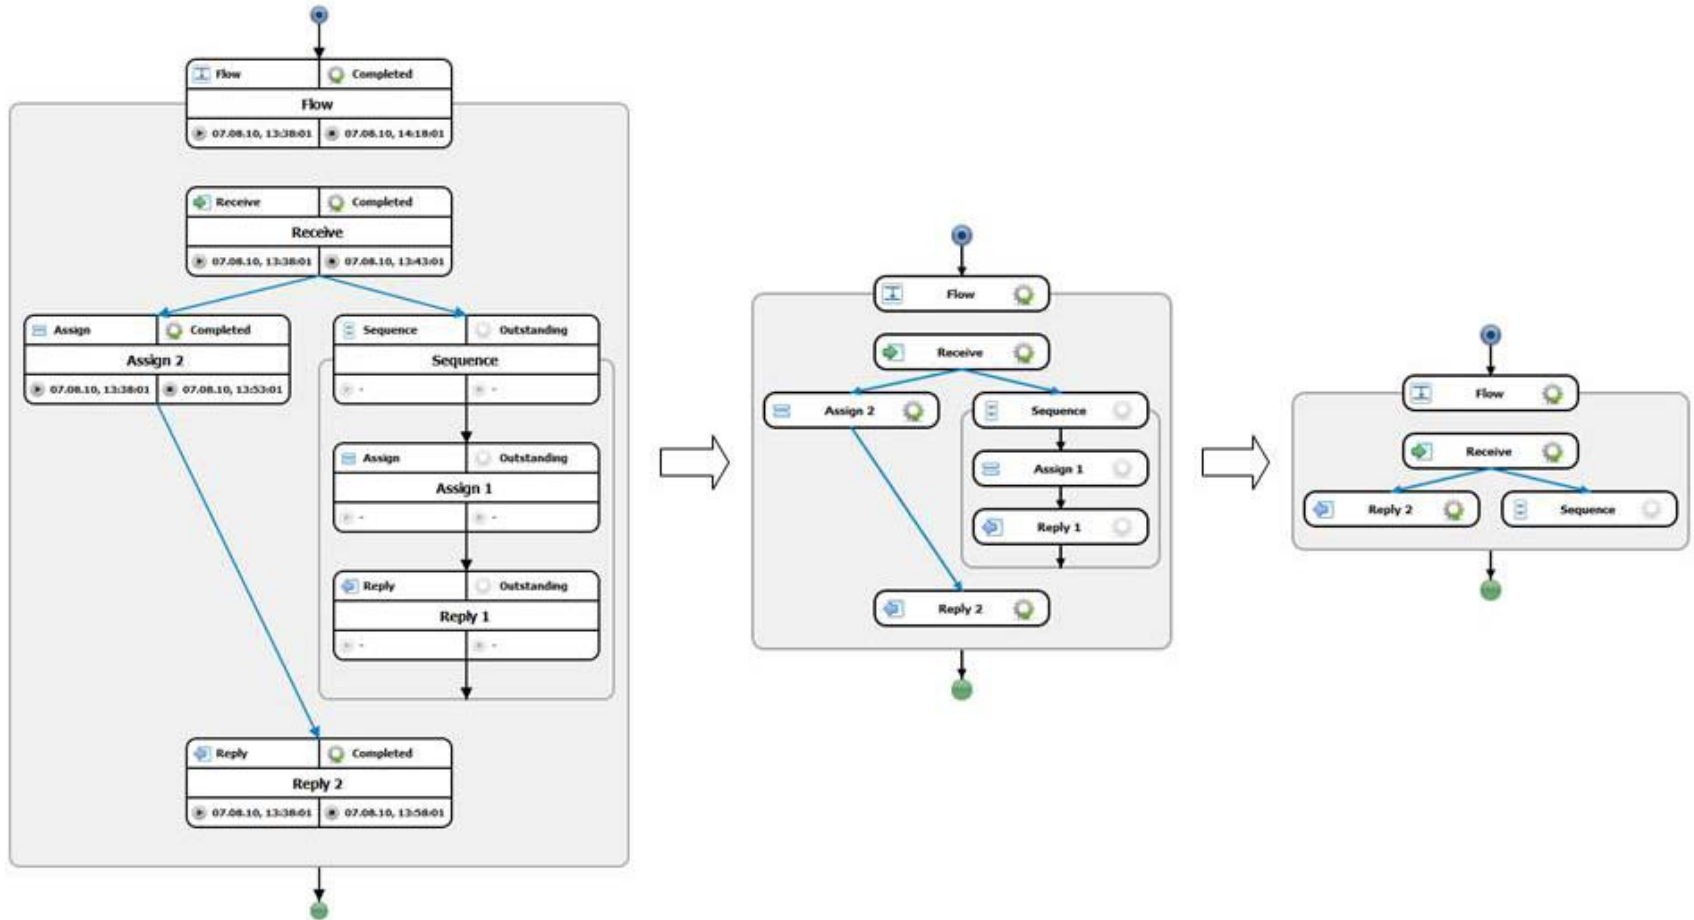 Flow Completed
Flow
07.08.10, 13:38:01 07.08.10, 14:18:01
Receive Completed
Receive
07.08.10, 13:38:01 07.08.10, 13:43:01
Assign Completed
Assign 2
07.08.10, 13:38:01 07.08.10, 13:53:01
Sequence Outstanding
Sequence
- -
Assign Outstanding
Assign 1
- -
Reply Outstanding
Reply 1
- -
Reply Completed
Reply 2
07.08.10, 13:38:01 07.08.10, 13:58:01
Flow
Receive
Assign 2
Sequence
Assign 1
Reply 1
Reply 2
Flow
Receive
Reply 2
Sequence